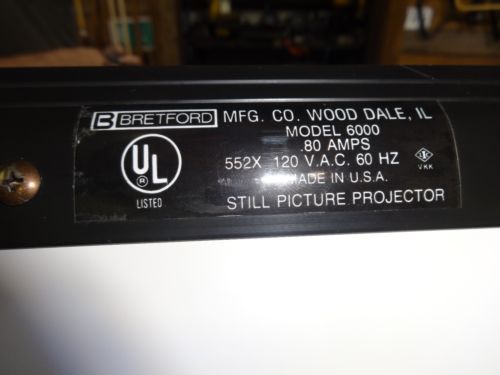 B BRETFORD MFG. CO. WOOD DALE, IL
MODEL 6000
.80 AMPS
552X 120 V.A.C. 60 HZ
MADE IN U.S.A.
STILL PICTURE PROJECTOR
UL
®
LISTED
VKK